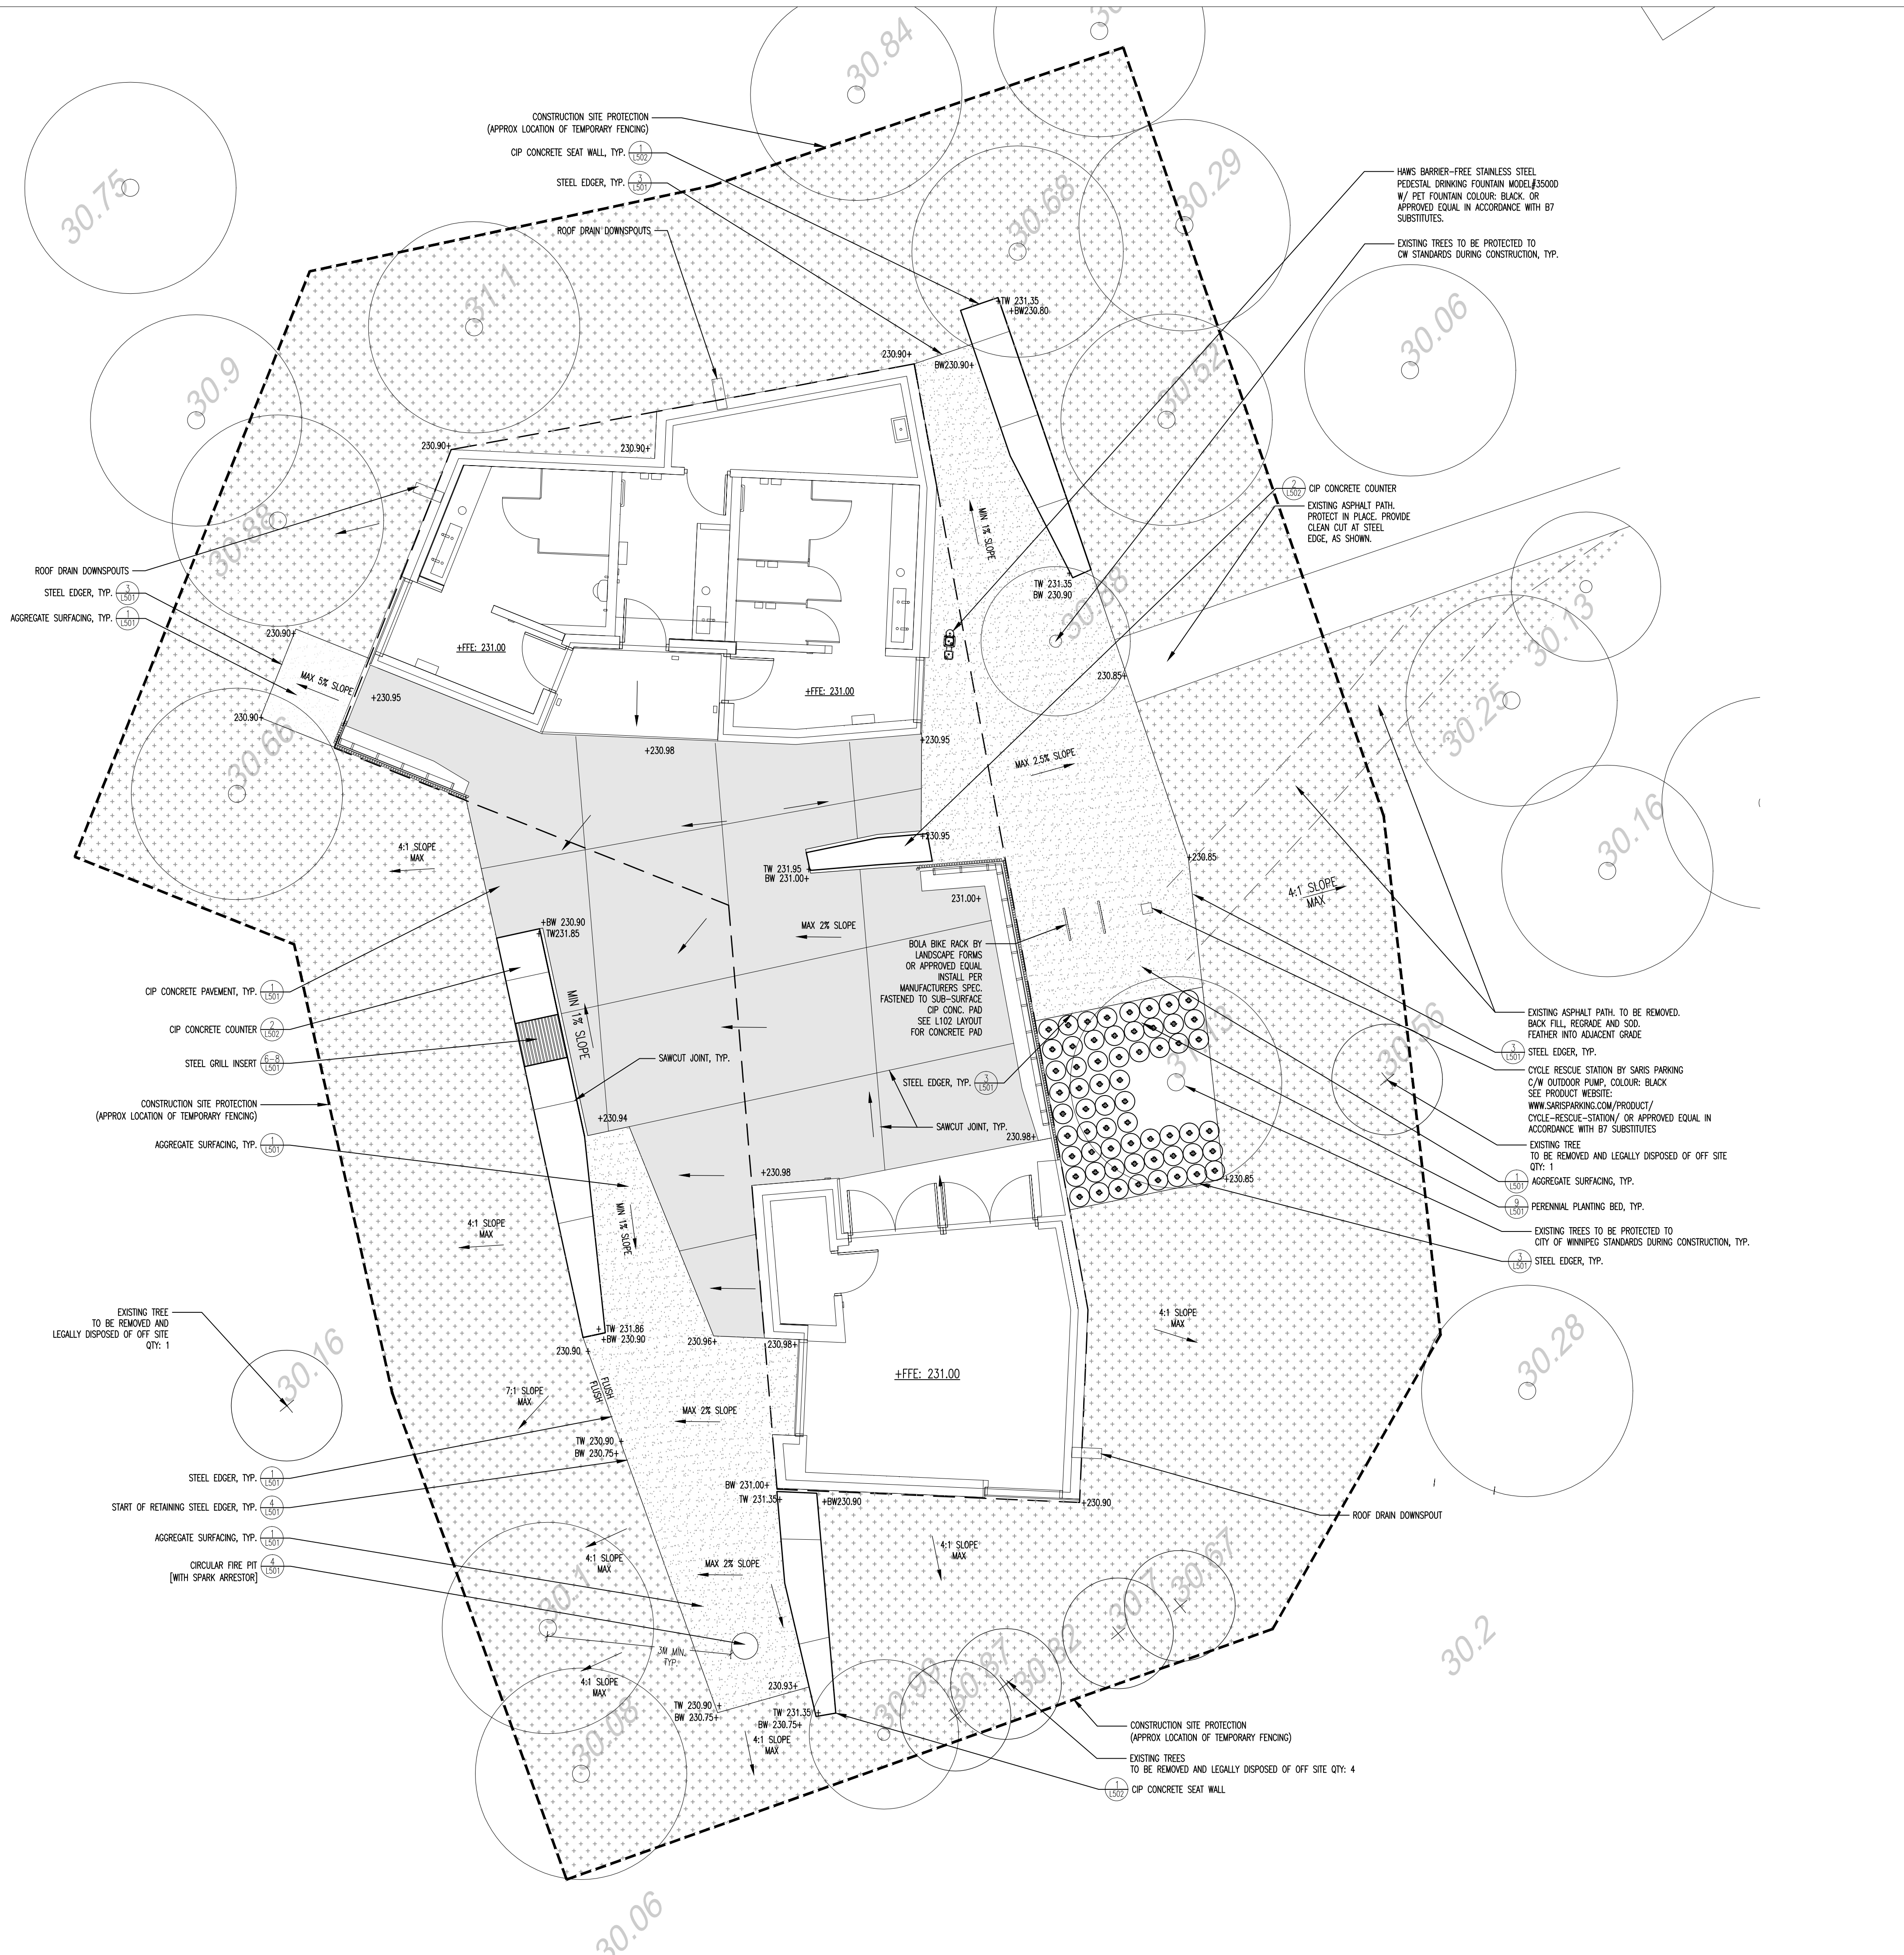 30.84
30.75
CONSTRUCTION SITE PROTECTION
(APPROX LOCATION OF TEMPORARY FENCING)
CIP CONCRETE SEAT WALL, TYP.
1
L502
STEEL EDGER, TYP.
3
L501
ROOF DRAIN DOWNSPOUTS
30.68
30.29
HAWS BARRIER-FREE STAINLESS STEEL
PEDESTAL DRINKING FOUNTAIN MODEL#3500D
W/ PET FOUNTAIN COLOUR: BLACK. OR
APPROVED EQUAL IN ACCORDANCE WITH B7
SUBSTITUTES.
EXISTING TREES TO BE PROTECTED TO
CW STANDARDS DURING CONSTRUCTION, TYP.
31.1
30.9
30.06
30.52
+TW 231.35
+BW230.80
230.90+
BW230.90+
230.90+
230.90+
2
L502
CIP CONCRETE COUNTER
EXISTING ASPHALT PATH.
PROTECT IN PLACE. PROVIDE
CLEAN CUT AT STEEL
EDGE, AS SHOWN.
30.88
MIN 1% SLOPE
ROOF DRAIN DOWNSPOUTS
STEEL EDGER, TYP.
3
L501
AGGREGATE SURFACING, TYP.
1
L501
TW 231.35
BW 230.90
30.13
230.90+
+FFE: 231.00
+FFE: 231.00
230.85+
MAX 5% SLOPE
+230.95
230.90+
30.66
+230.98
+230.95
MAX 2.5% SLOPE
30.25
30.16
+230.95
4:1 SLOPE
MAX
TW 231.95
BW 231.00+
+230.85
4:1 SLOPE
MAX
231.00+
+BW 230.90
TW231.85
MAX 2% SLOPE
BOLA BIKE RACK BY
LANDSCAPE FORMS
OR APPROVED EQUAL
INSTALL PER
MANUFACTURERS SPEC.
FASTENED TO SUB-SURFACE
CIP CONC. PAD
SEE L102 LAYOUT
FOR CONCRETE PAD
CIP CONCRETE PAVEMENT, TYP.
1
L501
CIP CONCRETE COUNTER
2
L502
STEEL GRILL INSERT
6-8
L501
MIN 1% SLOPE
SAWCUT JOINT, TYP.
STEEL EDGER, TYP.
3
L501
EXISTING ASPHALT PATH. TO BE REMOVED.
BACK FILL, REGRADE AND SOD.
FEATHER INTO ADJACENT GRADE
3
L501
STEEL EDGER, TYP.
CYCLE RESCUE STATION BY SARIS PARKING
C/W OUTDOOR PUMP, COLOUR: BLACK
SEE PRODUCT WEBSITE:
WWW.SARISPARKING.COM/PRODUCT/
CYCLE-RESCUE-STATION/ OR APPROVED EQUAL IN
ACCORDANCE WITH B7 SUBSTITUTES
EXISTING TREE
TO BE REMOVED AND LEGALLY DISPOSED OF OFF SITE
QTY: 1
1
L501
AGGREGATE SURFACING, TYP.
9
L501
PERENNIAL PLANTING BED, TYP.
EXISTING TREES TO BE PROTECTED TO
CITY OF WINNIPEG STANDARDS DURING CONSTRUCTION, TYP.
3
L501
STEEL EDGER, TYP.
CONSTRUCTION SITE PROTECTION
(APPROX LOCATION OF TEMPORARY FENCING)
AGGREGATE SURFACING, TYP.
1
L501
+230.94
SAWCUT JOINT, TYP.
230.98+
+230.98
+230.85
4:1 SLOPE
MAX
MIN 1% SLOPE
EXISTING TREE
TO BE REMOVED AND
LEGALLY DISPOSED OF OFF SITE
QTY: 1
30.16
+ TW 231.86
+BW 230.90
230.90 +
230.96+
230.98+
4:1 SLOPE
MAX
30.28
+FFE: 231.00
FLUSH
FLUSH
7:1 SLOPE
MAX
MAX 2% SLOPE
TW 230.90 +
BW 230.75+
STEEL EDGER, TYP.
1
L501
START OF RETAINING STEEL EDGER, TYP.
4
L501
AGGREGATE SURFACING, TYP.
1
L501
CIRCULAR FIRE PIT
[WITH SPARK ARRESTOR]
4
L501
BW 231.00+
TW 231.35+
+BW230.90
+230.90
ROOF DRAIN DOWNSPOUT
4:1 SLOPE
MAX
MAX 2% SLOPE
4:1 SLOPE
MAX
30.1
30.7
30.67
3M MIN.
TYP.
4:1 SLOPE
MAX
230.93+
TW 230.90 +
BW 230.75+
TW 231.35+
BW 230.75+
4:1 SLOPE
MAX
30.08
30.99
30.87
30.82
30.2
CONSTRUCTION SITE PROTECTION
(APPROX LOCATION OF TEMPORARY FENCING)
EXISTING TREES
TO BE REMOVED AND LEGALLY DISPOSED OF OFF SITE QTY: 4
1
L502
CIP CONCRETE SEAT WALL
30.06